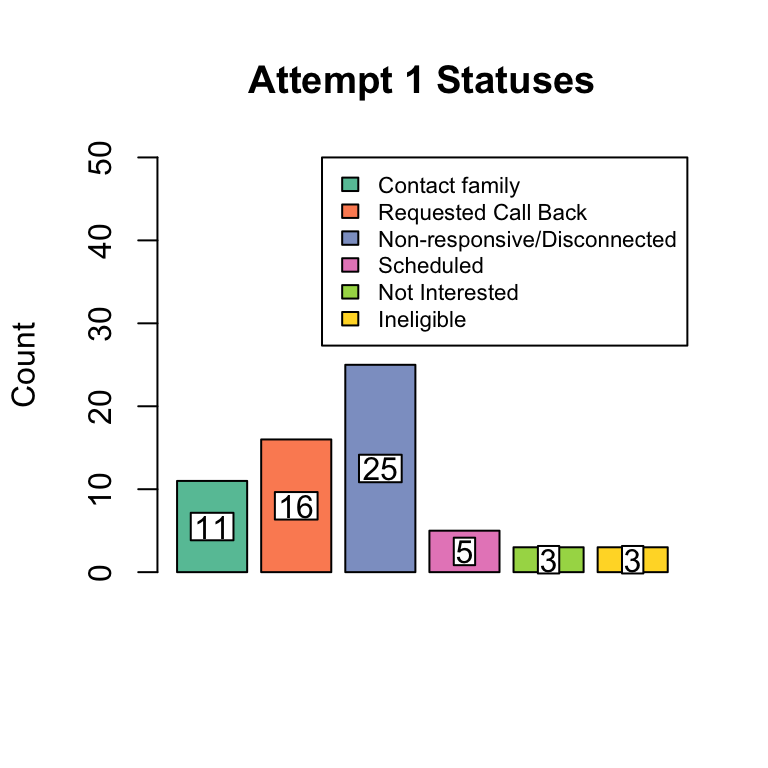 Attempt 1 Statuses
Count
50
40
30
20
10
0
Contact family
Requested Call Back
Non-responsive/Disconnected
Scheduled
Not Interested
Ineligible
11
16
25
5
3
3